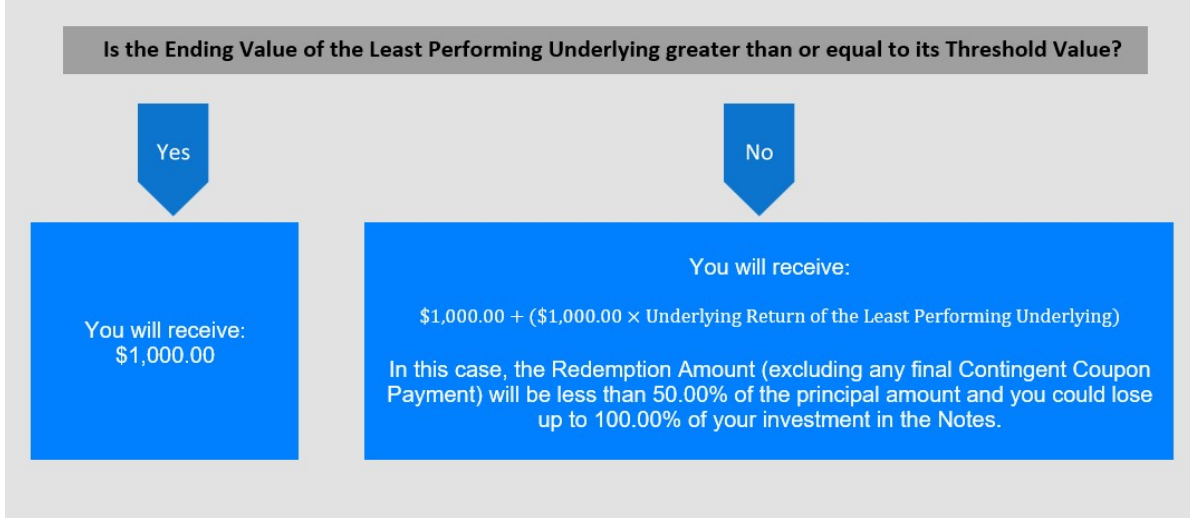 Is the Ending Value of the Least Performing Underlying greater than or equal to its Threshold Value?
Yes
No
You will receive:
$1,000.00
You will receive:
$1,000.00 + ($1,000.00 × Underlying Return of the Least Performing Underlying)
In this case, the Redemption Amount (excluding any final Contingent Coupon
Payment) will be less than 50.00% of the principal amount and you could lose
up to 100.00% of your investment in the Notes.